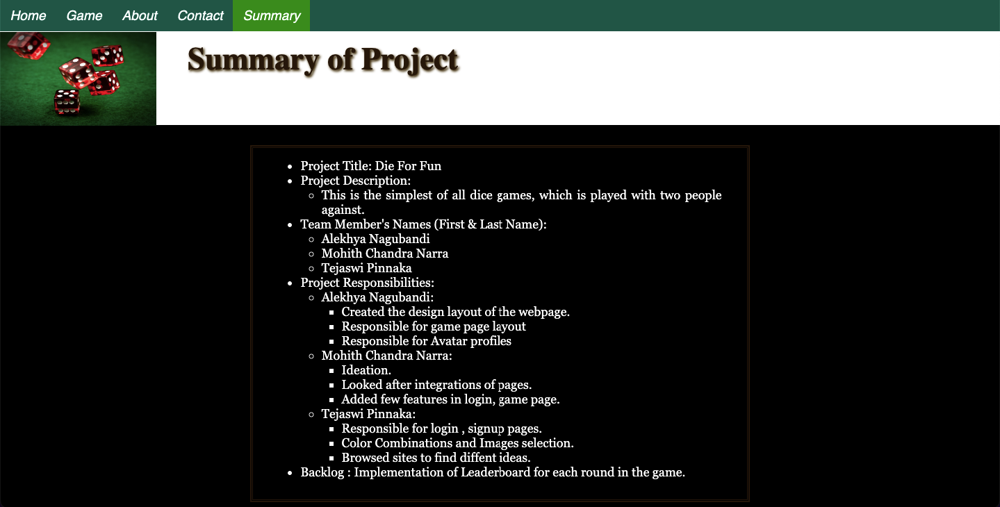 Home Game About Contact Summary
Summary of Project
Project Title: Die For Fun
Project Description:
This is the simplest of all dice games, which is played with two people
against.
Team Member's Names (First & Last Name):
Alekhya Nagubandi
Mohith Chandra Narra
Tejaswi Pinnaka
Project Responsibilities:
Alekhya Nagubandi:
Created the design layout of the webpage.
Responsible for game page layout
Responsible for Avatar profiles
Mohith Chandra Narra:
Ideation.
Looked after integrations of pages.
Added few features in login, game page.
Tejaswi Pinnaka:
Responsible for login , signup pages.
Color Combinations and Images selection.
Browsed sites to find diffent ideas.
Backlog : Implementation of Leaderboard for each round in the game.